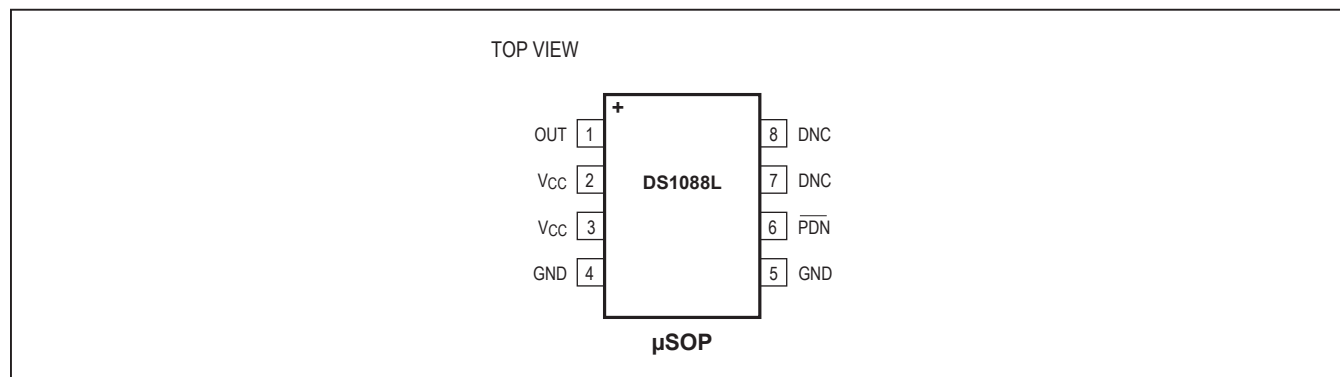 TOP VIEW
+
OUT 1 8 DNC
VCC 2 DS1088L 7 DNC
VCC 3 6 P̅D̅N̅
GND 4 5 GND
µSOP